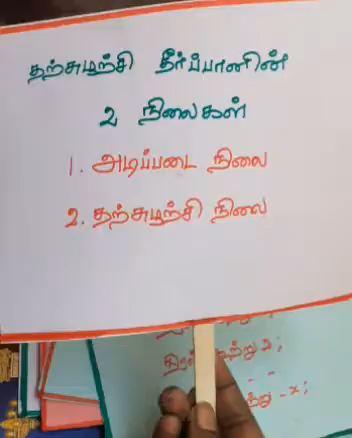 தற்சுழற்சி தீர்ப்பானின்
2 நிலைகள்
1. அடிப்படை நிலை
2. தற்சுழற்சி நிலை